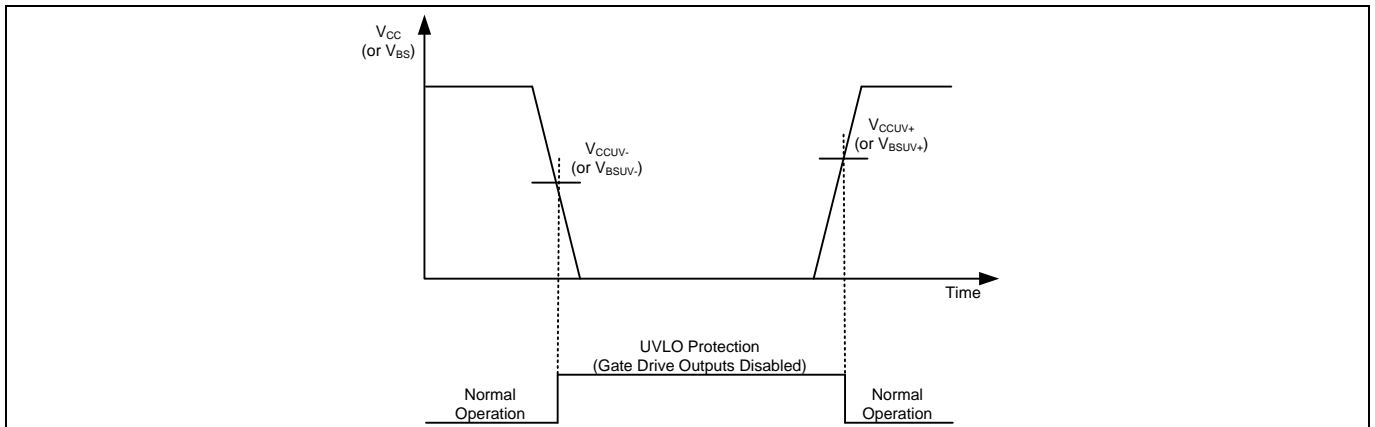 VCC
(or VBS)
VCCUV-
(or VBSUV-)
VCCUV+
(or VBSUV+)
Time
UVLO Protection
(Gate Drive Outputs Disabled)
Normal
Operation
Normal
Operation